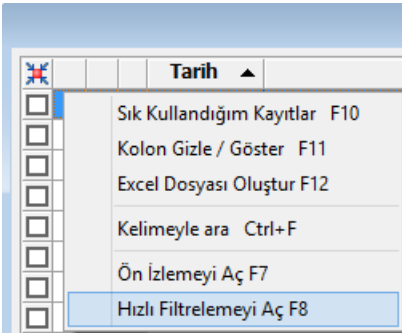 Tarih
Sık Kullandığım Kayıtlar F10
Kolon Gizle / Göster F11
Excel Dosyası Oluştur F12
Kelimeyle ara Ctrl+F
Ön İzlemeyi Aç F7
Hızlı Filtrelemeyi Aç F8